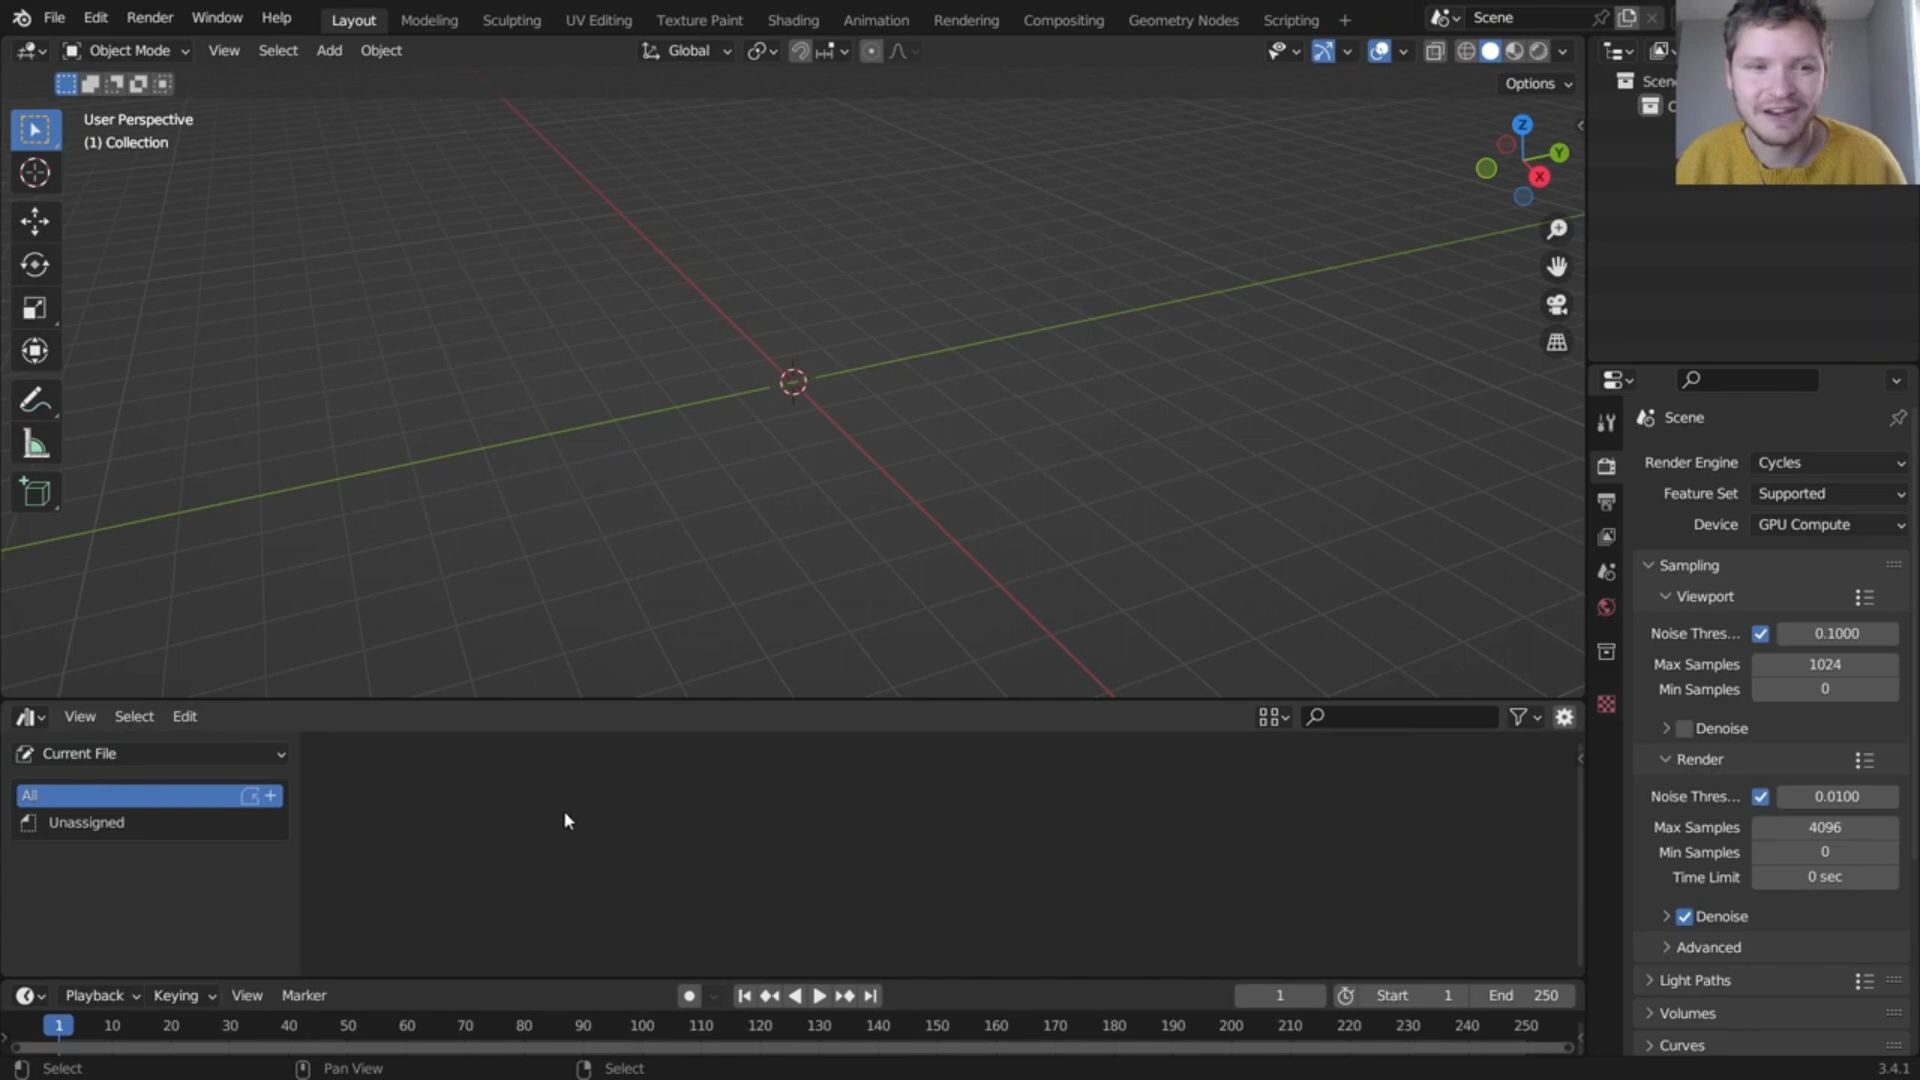 File Edit Render Window Help Layout Modeling Sculpting UV Editing Texture Paint Shading Animation Rendering Compositing Geometry Nodes Scripting + Scene
Object Mode View Select Add Object Global
Options
User Perspective
(1) Collection
Z
Y
X
Scene
Render Engine Cycles
Feature Set Supported
Device GPU Compute
Sampling
Viewport
Noise Thres... 0.1000
Max Samples 1024
Min Samples 0
Denoise
Render
Noise Thres... 0.0100
Max Samples 4096
Min Samples 0
Time Limit 0 sec
Denoise
Advanced
Light Paths
Volumes
Curves
View Select Edit
Current File
All
Unassigned
Playback Keying View Marker 1 Start 1 End 250
1 10 20 30 40 50 60 70 80 90 100 110 120 130 140 150 160 170 180 190 200 210 220 230 240 250
Select Pan View Select 3.4.1